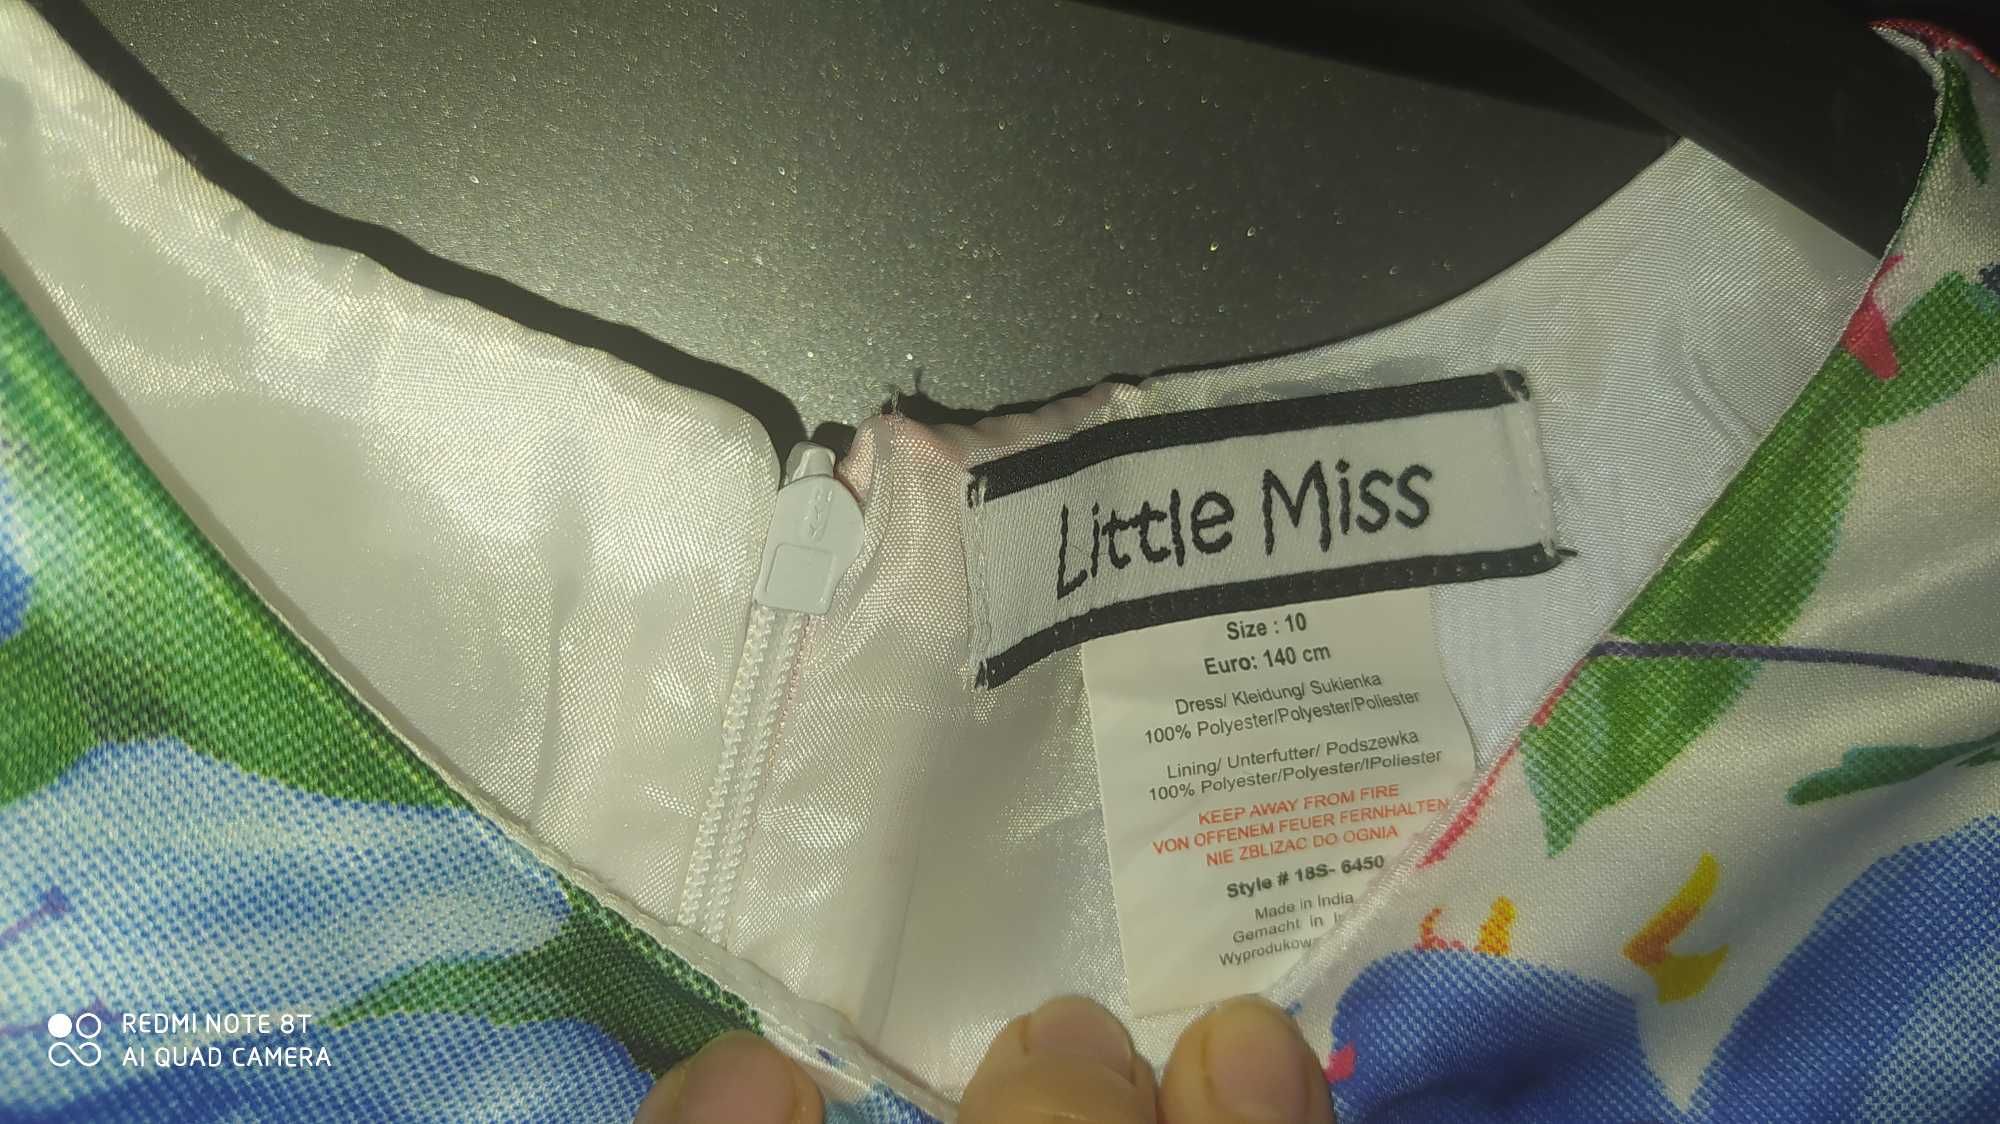 Little Miss
Size : 10
Euro: 140 cm
Dress/ Kleidung/ Sukienka
100% Polyester/Polyester/Poliester
Lining/ Unterfutter/ Podszewka
100% Polyester/Polyester/lPoliester
KEEP AWAY FROM FIRE
VON OFFENEM FEUER FERNHALTEN
NIE ZBLIZAC DO OGNIA
Style # 18S- 6450
Made in India
Gemacht in
REDMI NOTE 8T
AI QUAD CAMERA